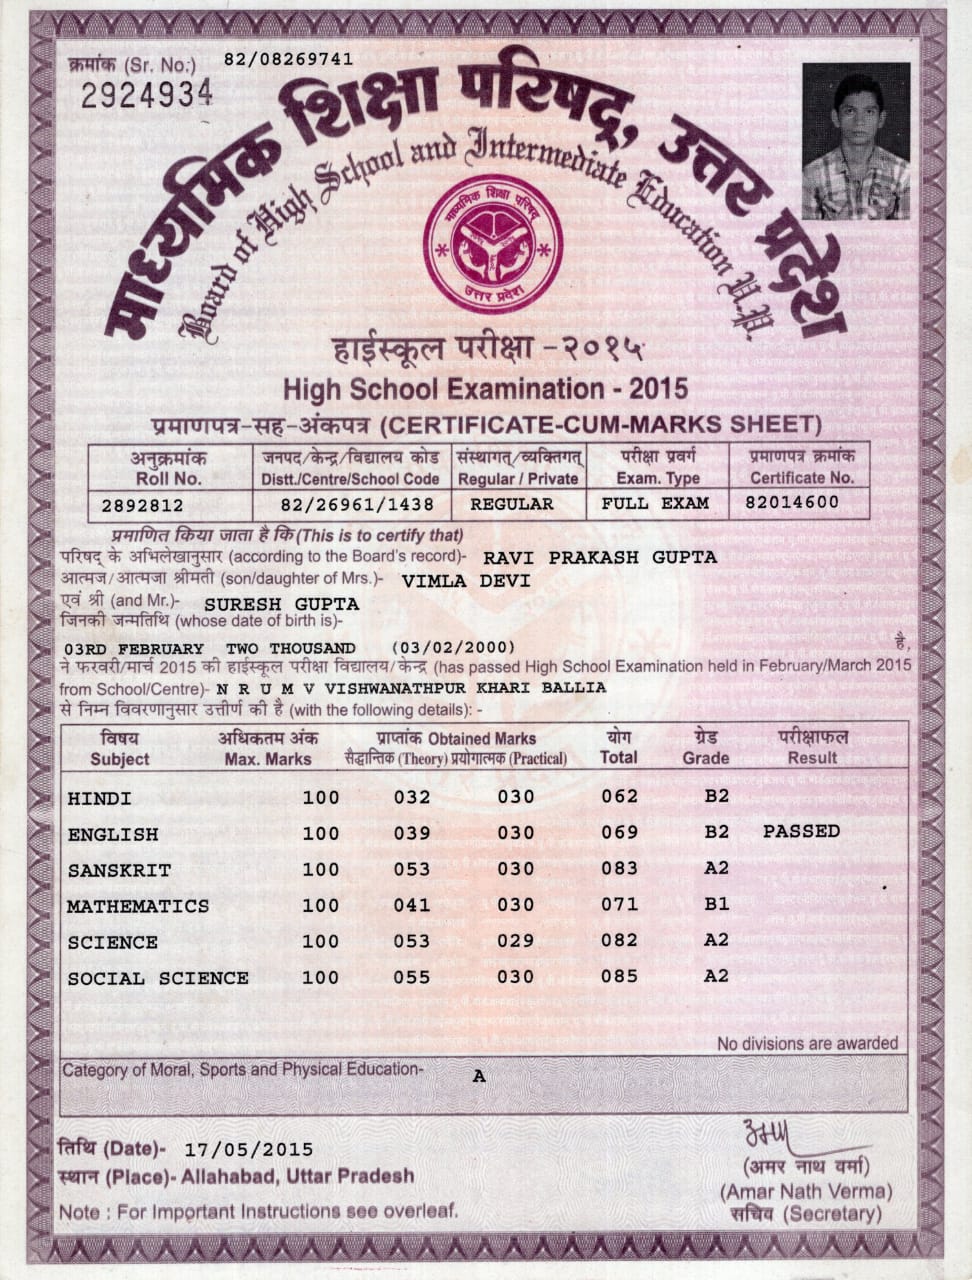 क्रमांक (Sr. No.) 82/08269741
2924934
माध्यमिक शिक्षा परिषद्, उत्तर प्रदेश
Board of High School and Intermediate Education U.P.
माध्यमिक शिक्षा परिषद्
उत्तर प्रदेश
हाईस्कूल परीक्षा - २०१५
High School Examination - 2015
प्रमाणपत्र-सह-अंकपत्र (CERTIFICATE-CUM-MARKS SHEET)
अनुक्रमांक जनपद/केन्द्र/विद्यालय कोड संस्थागत्/व्यक्तिगत् परीक्षा प्रवर्ग प्रमाणपत्र क्रमांक
Roll No. Distt./Centre/School Code Regular / Private Exam. Type Certificate No.
2892812 82/26961/1438 REGULAR FULL EXAM 82014600
प्रमाणित किया जाता है कि (This is to certify that)
परिषद के अभिलेखानुसार (according to the Board's record)- RAVI PRAKASH GUPTA
आत्मज/आत्मजा श्रीमती (son/daughter of Mrs.)- VIMLA DEVI
एवं श्री (and Mr.)- SURESH GUPTA
जिनकी जन्मतिथि (whose date of birth is)-
03RD FEBRUARY TWO THOUSAND (03/02/2000) है,
ने फरवरी/मार्च 2015 की हाईस्कूल परीक्षा विद्यालय/केन्द्र (has passed High School Examination held in February/March 2015
from School/Centre)- N R U M V VISHWANATHPUR KHARI BALLIA
से निम्न विवरणानुसार उत्तीर्ण की है (with the following details): -
विषय अधिकतम अंक प्राप्तांक Obtained Marks योग ग्रेड परीक्षाफल
Subject Max. Marks सैद्धान्तिक (Theory) प्रयोगात्मक (Practical) Total Grade Result
HINDI 100 032 030 062 B2
ENGLISH 100 039 030 069 B2 PASSED
SANSKRIT 100 053 030 083 A2
MATHEMATICS 100 041 030 071 B1
SCIENCE 100 053 029 082 A2
SOCIAL SCIENCE 100 055 030 085 A2
No divisions are awarded
Category of Moral, Sports and Physical Education- A
तिथि (Date)- 17/05/2015
स्थान (Place)- Allahabad, Uttar Pradesh
(अमर नाथ वर्मा)
(Amar Nath Verma)
सचिव (Secretary)
Note : For Important Instructions see overleaf.